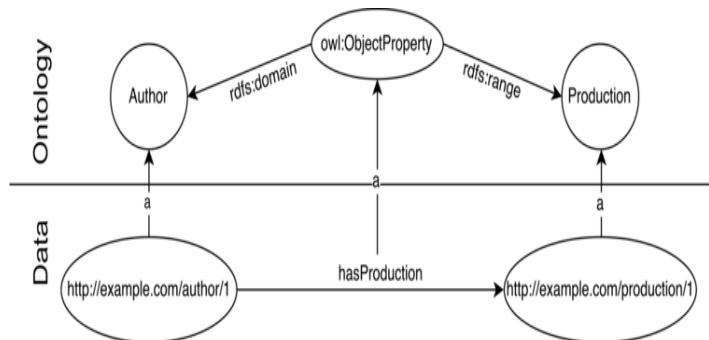 owl:ObjectProperty
Author
rdfs:domain
rdfs:range
Production
Ontology
a
a
a
Data
http://example.com/author/1
hasProduction
http://example.com/production/1